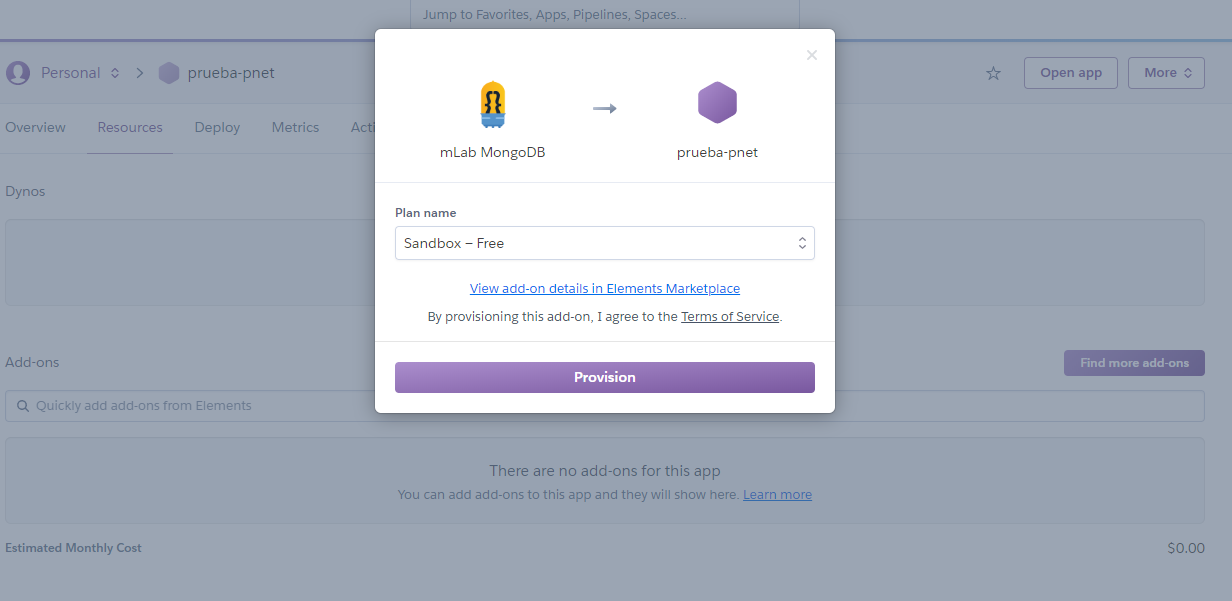 Jump to Favorites, Apps, Pipelines, Spaces...
Personal
prueba-pnet
Open app
More
Overview
Resources
Deploy
Metrics
Acti
mLab MongoDB
prueba-pnet
Dynos
Plan name
Sandbox – Free
View add-on details in Elements Marketplace
By provisioning this add-on, I agree to the Terms of Service.
Provision
Add-ons
Find more add-ons
Quickly add add-ons from Elements
There are no add-ons for this app
You can add add-ons to this app and they will show here. Learn more
Estimated Monthly Cost
$0.00